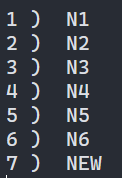 1 )  N1
2 )  N2
3 )  N3
4 )  N4
5 )  N5
6 )  N6
7 )  NEW